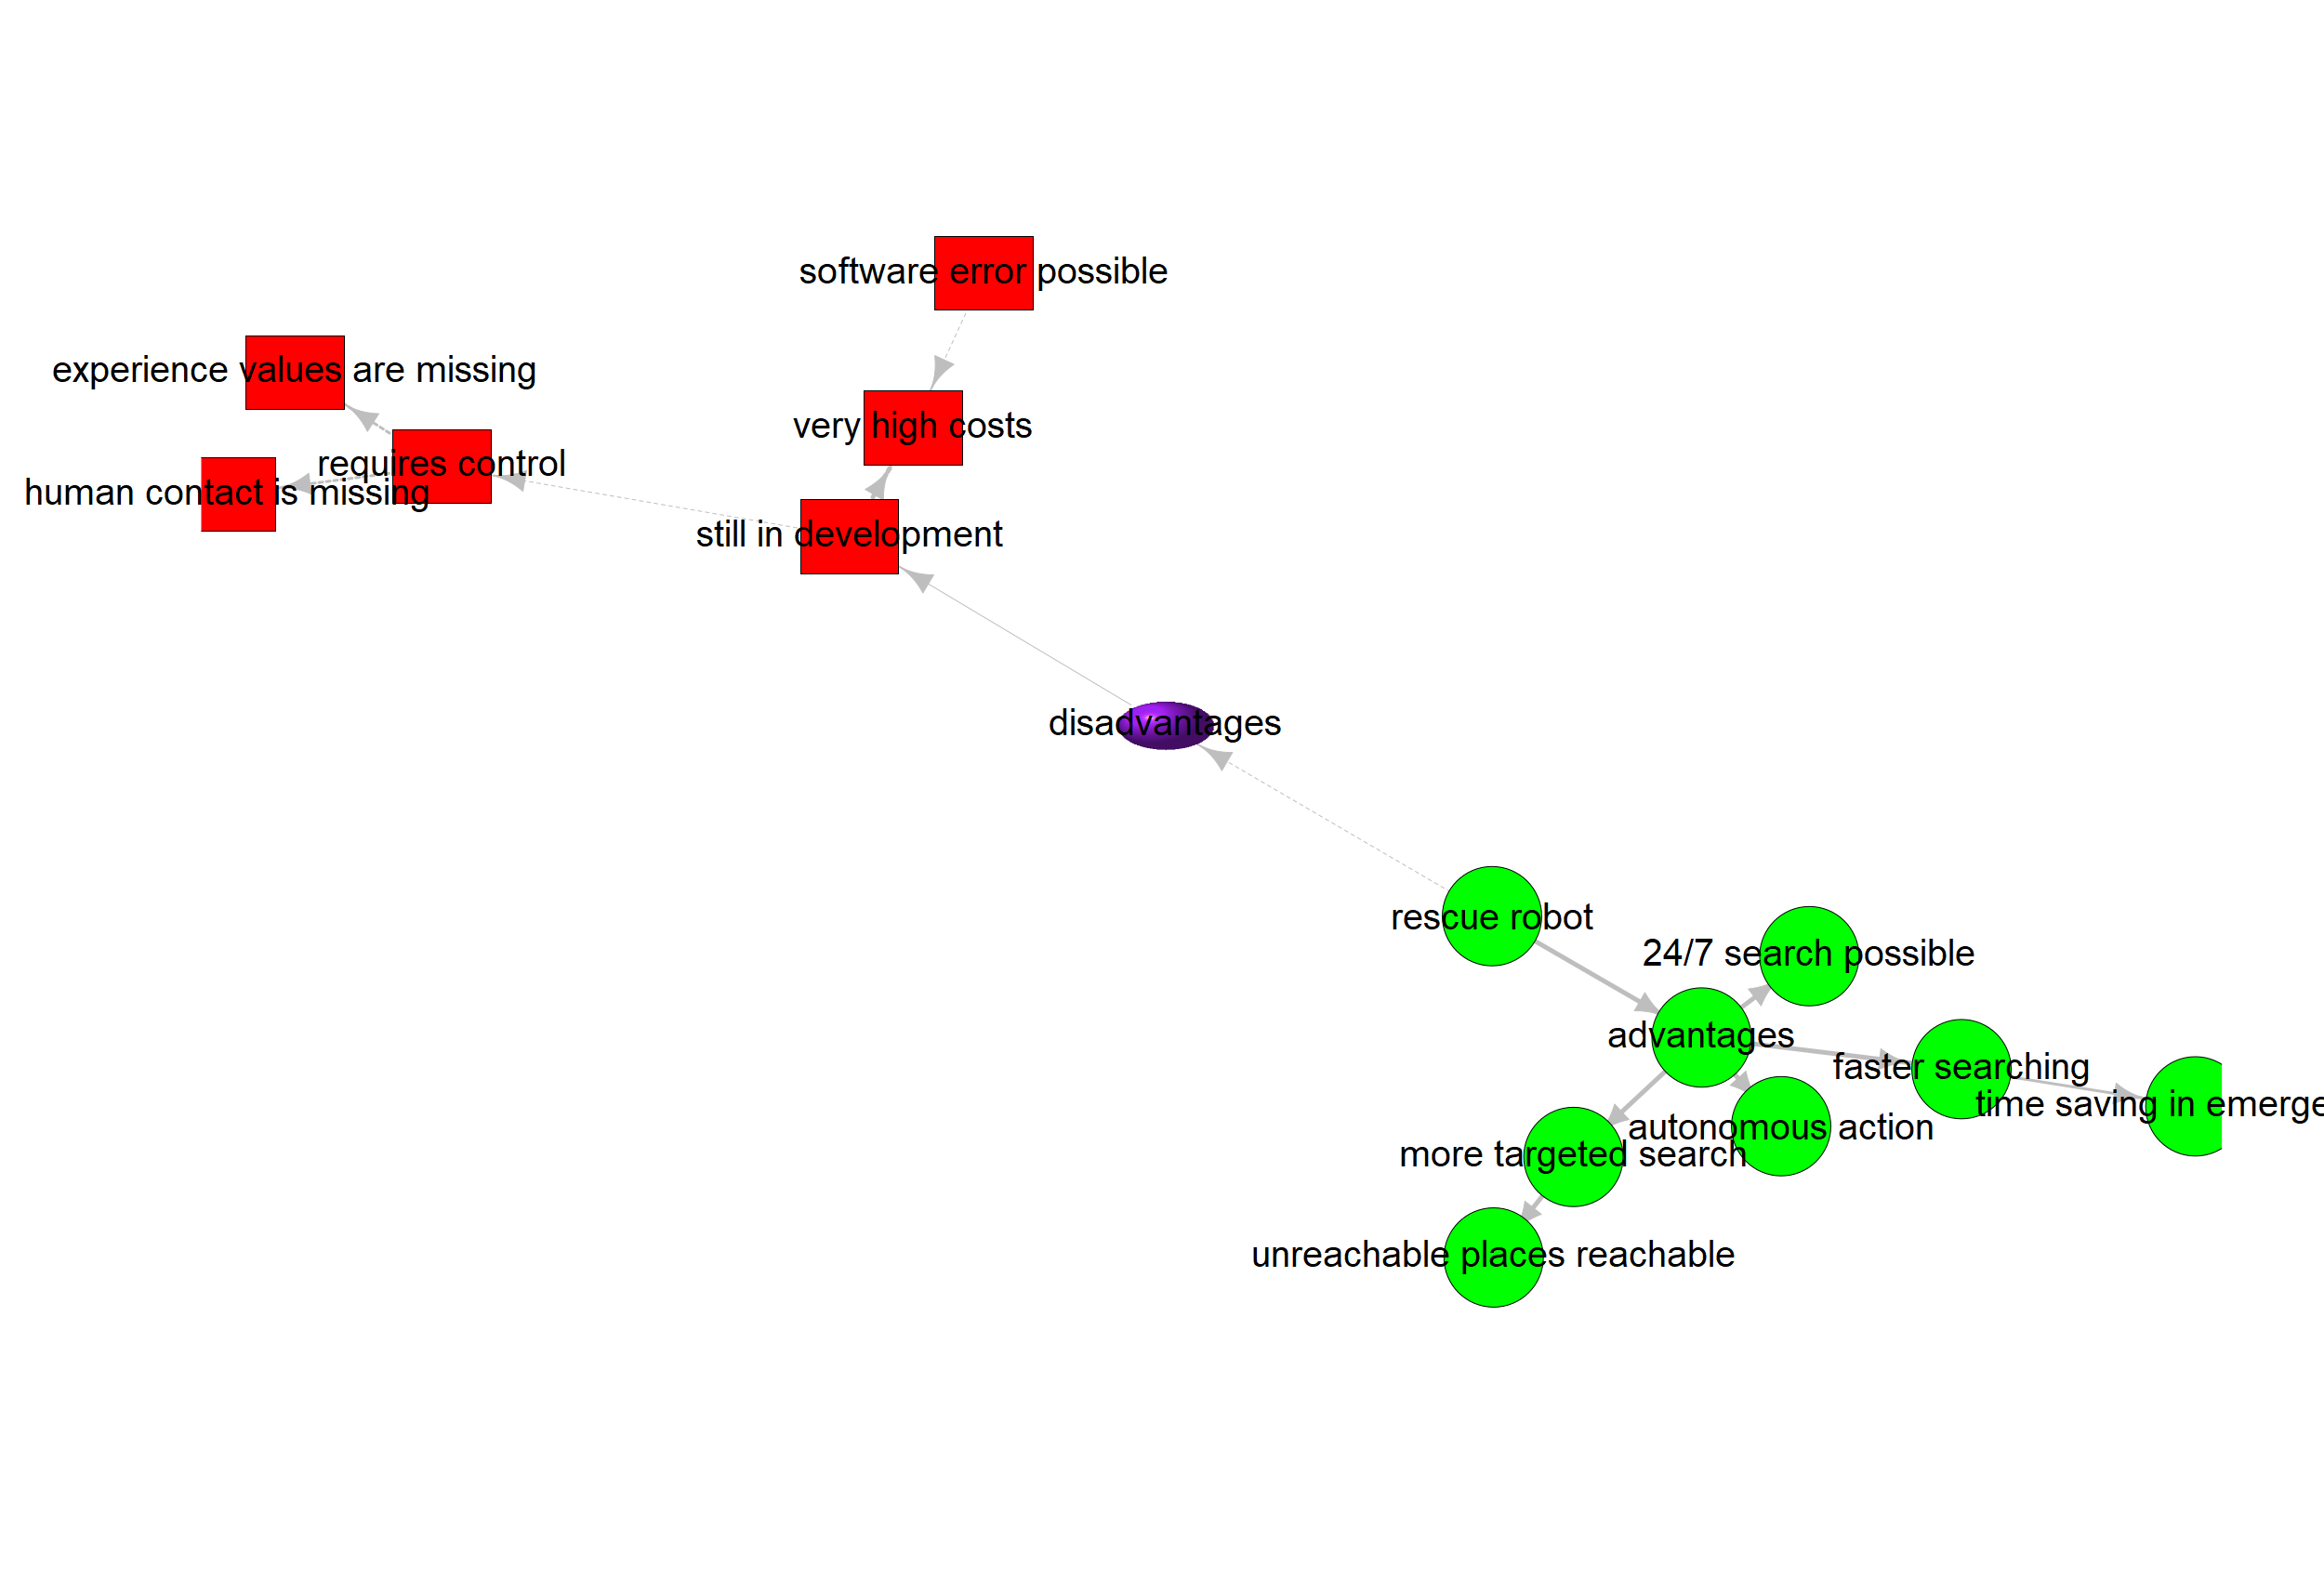 software error possible
experience values are missing
very high costs
requires control
human contact is missing
still in development
disadvantages
rescue robot
24/7 search possible
advantages
faster searching
time saving in emerge
autonomous action
more targeted search
unreachable places reachable